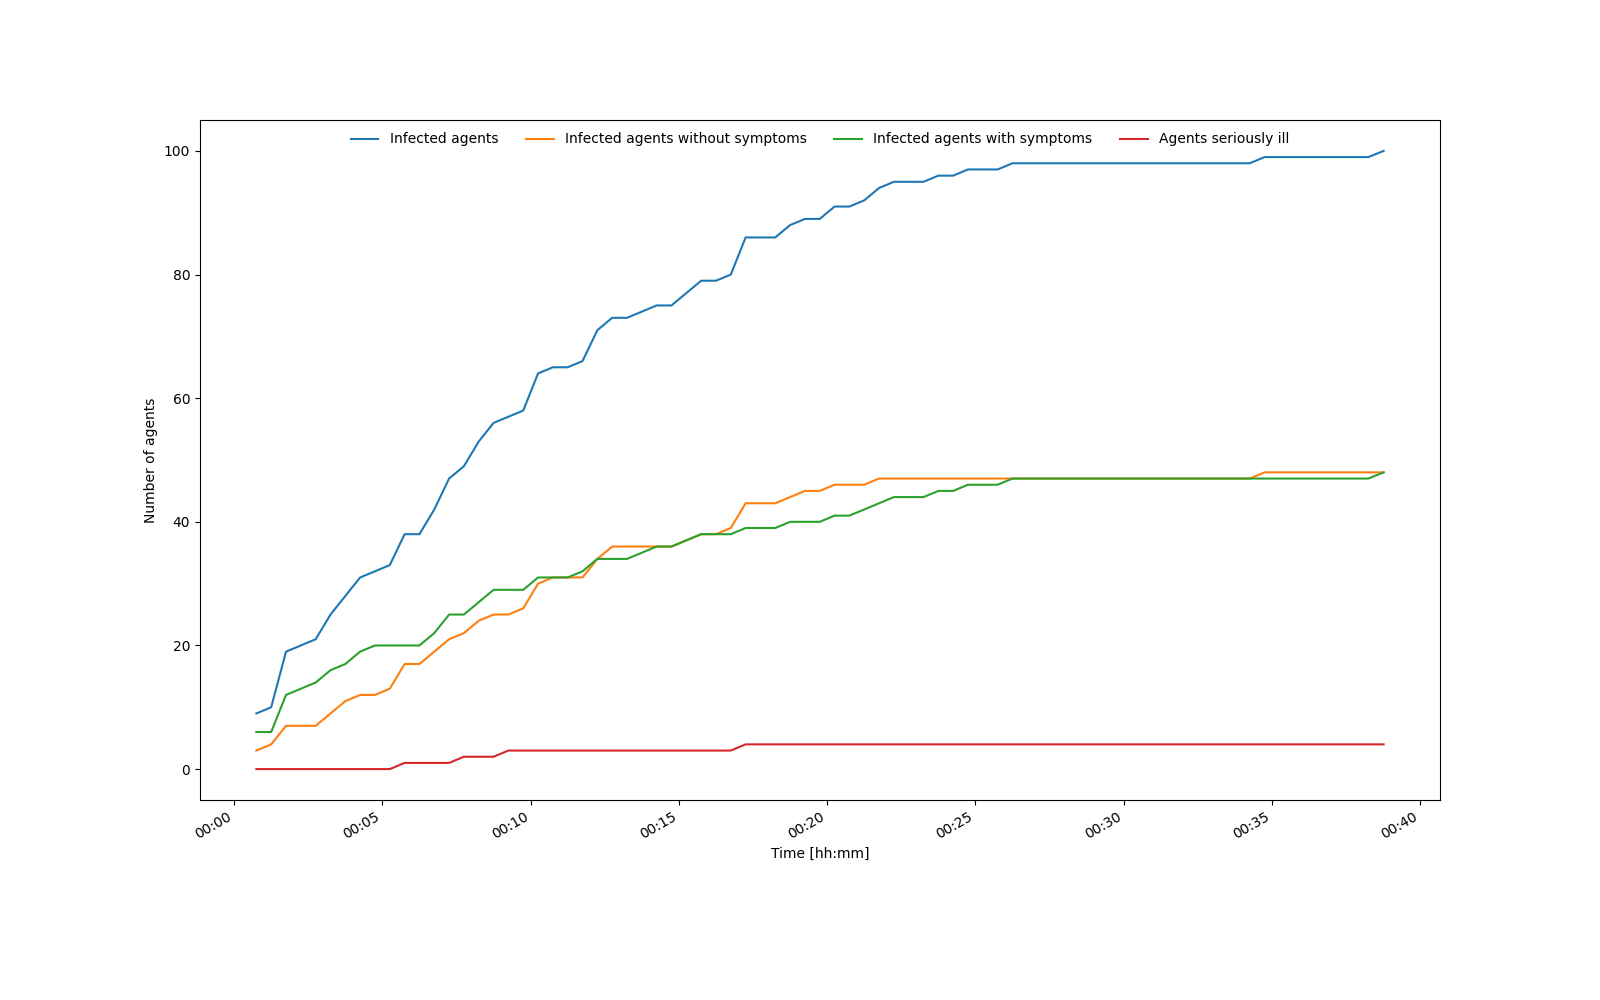 Infected agents Infected agents without symptoms Infected agents with symptoms Agents seriously ill
100
80
60
40
20
0
Number of agents
00:00 00:05 00:10 00:15 00:20 00:25 00:30 00:35 00:40
Time [hh:mm]